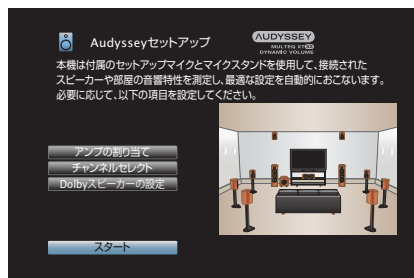 Audysseyセットアップ
AUDYSSEY
MULTEQ XT32
DYNAMIC VOLUME
本機は付属のセットアップマイクとマイクスタンドを使用して、接続された
スピーカーや部屋の音響特性を測定し、最適な設定を自動的におこないます。
必要に応じて、以下の項目を設定してください。
アンプの割り当て
チャンネルセレクト
Dolbyスピーカーの設定
スタート